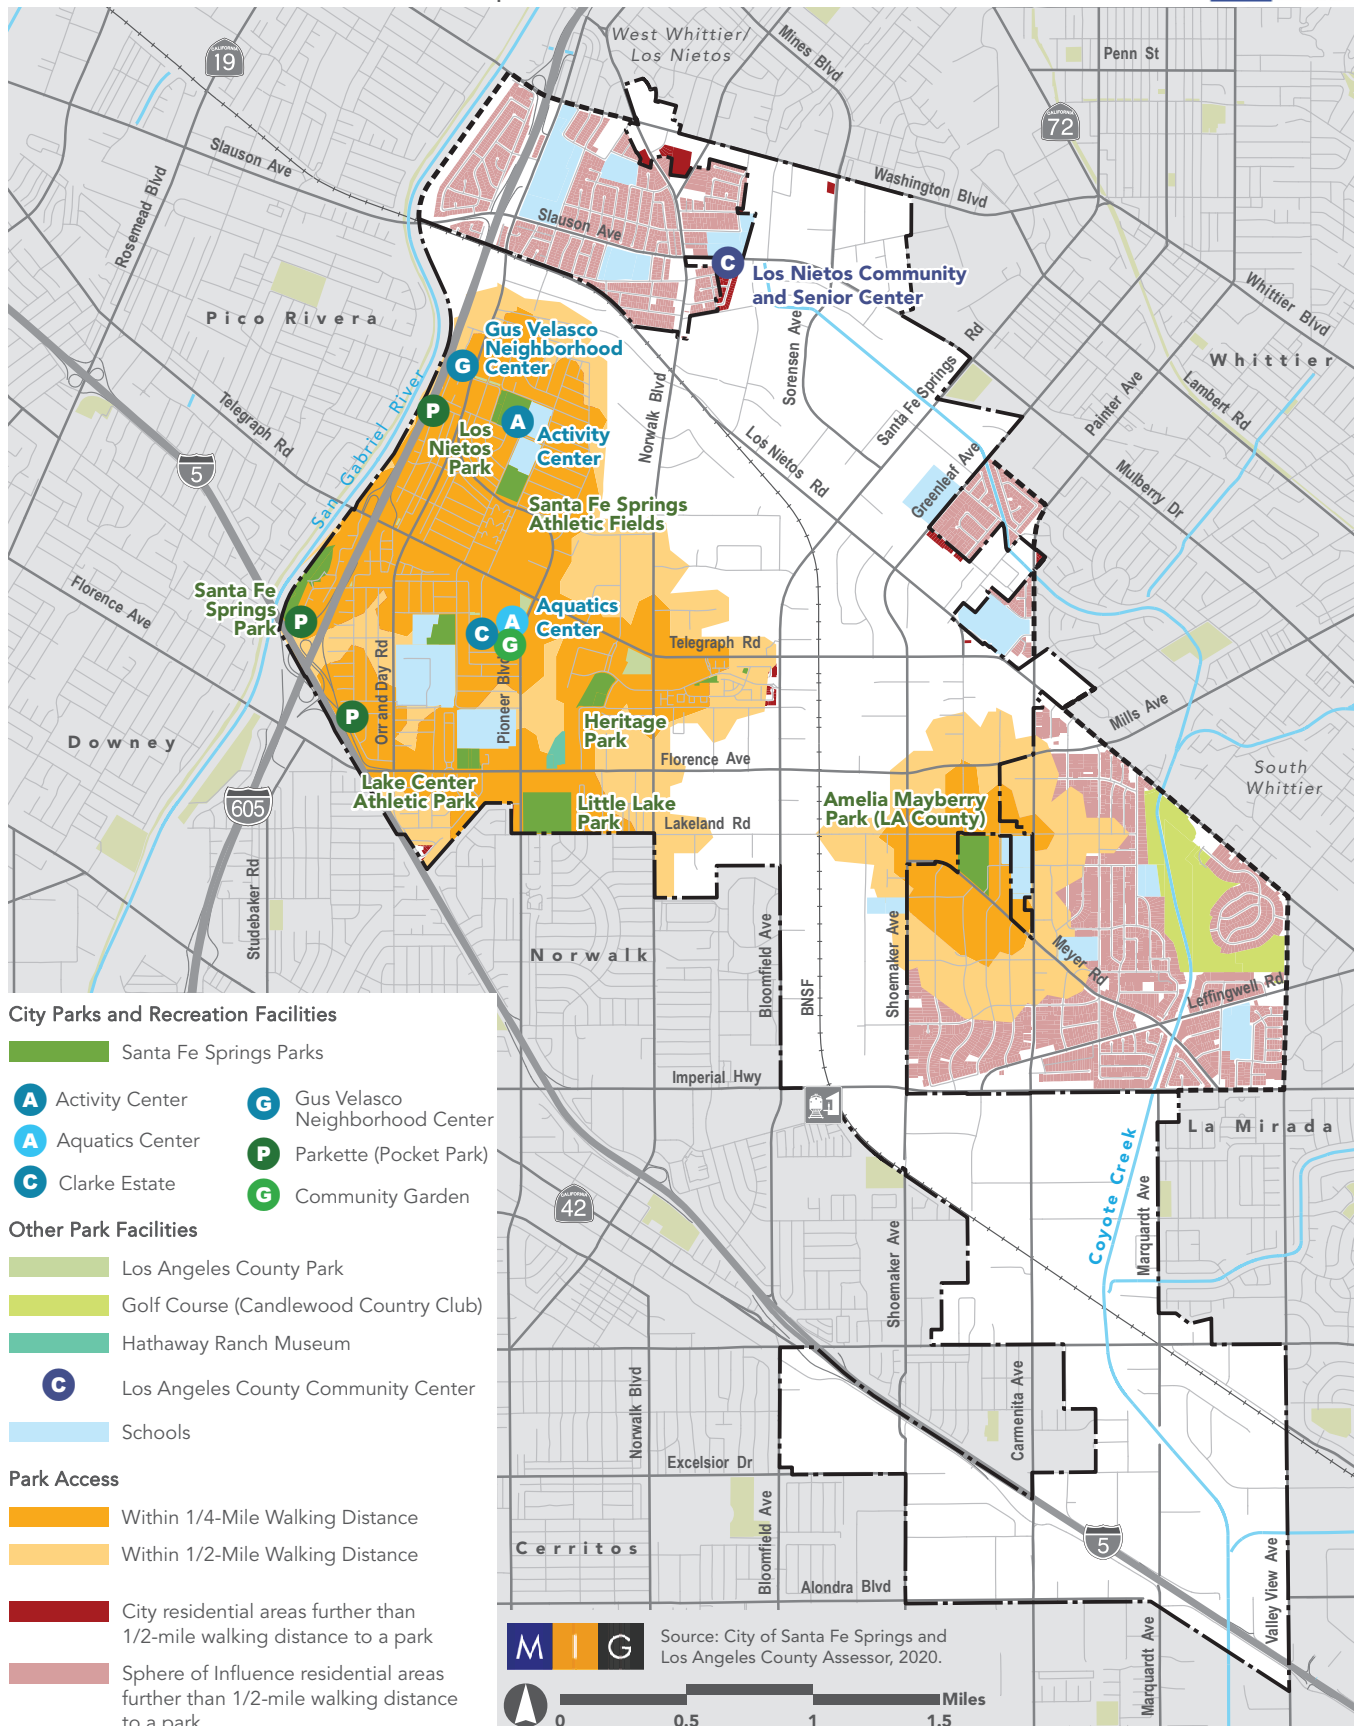 West Whittier/
Los Nietos
Mines Blvd
Penn St
CALIFORNIA
19
CALIFORNIA
72
Slauson Ave
Rosemead Blvd
Washington Blvd
Slauson Ave
C
Los Nietos Community
and Senior Center
Whittier Blvd
Pico Rivera
Gus Velasco
Neighborhood
Center
G
Sorensen Ave
Santa Fe Springs
Rd
Whittier
Lambert Rd
Painter Ave
Telegraph Rd
San Gabriel River
P
Los
Nietos
Park
A
Activity
Center
Norwalk Blvd
Los Nietos Rd
Greenleaf Ave
Mulberry Dr
5
Santa Fe Springs
Athletic Fields
Florence Ave
Santa Fe
Springs
Park
P
Aquatics
Center
A
C
G
Telegraph Rd
Orr and Day Rd
Pioneer Blvd
P
Heritage
Park
Mills Ave
Downey
Florence Ave
South
Whittier
Lake Center
Athletic Park
Little Lake
Park
Lakeland Rd
Amelia Mayberry
Park (LA County)
605
Studebaker Rd
Norwalk
Bloomfield Ave
BNSF
Shoemaker Ave
Meyer Rd
Leffingwell Rd
Imperial Hwy
La Mirada
CALIFORNIA
42
Coyote Creek
Marquardt Ave
Shoemaker Ave
Norwalk Blvd
Carmenita Ave
Excelsior Dr
Bloomfield Ave
Cerritos
5
Valley View Ave
Alondra Blvd
Marquardt Ave
City Parks and Recreation Facilities
Santa Fe Springs Parks
A Activity Center
A Aquatics Center
C Clarke Estate
G Gus Velasco
Neighborhood Center
P Parkette (Pocket Park)
G Community Garden
Other Park Facilities
Los Angeles County Park
Golf Course (Candlewood Country Club)
Hathaway Ranch Museum
C Los Angeles County Community Center
Schools
Park Access
Within 1/4-Mile Walking Distance
Within 1/2-Mile Walking Distance
City residential areas further than
1/2-mile walking distance to a park
Sphere of Influence residential areas
further than 1/2-mile walking distance
to a park
M I G
Source: City of Santa Fe Springs and
Los Angeles County Assessor, 2020.
Miles
0 0.5 1 1.5